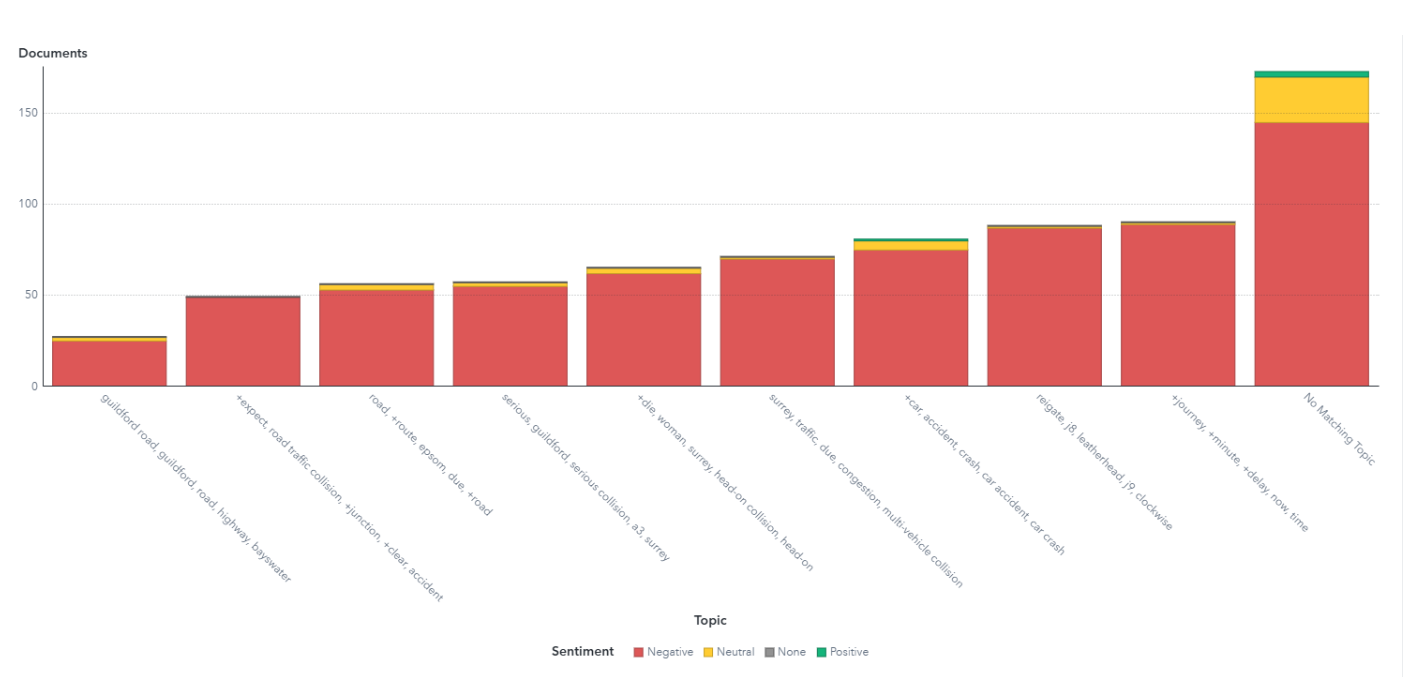 Documents
150
100
50
0
guildford road, guildford, road, highway, bayswater
+expect, road traffic collision, +junction, +clear, accident
road, +route, epsom, due, +road
serious, guildford, serious collision, a3, surrey
+die, woman, surrey, head-on collision, head-on
surrey, traffic, due, congestion, multi-vehicle collision
+car, accident, crash, car accident, car crash
reigate, j8, leatherhead, j9, clockwise
+journey, +minute, +delay, now, time
No Matching Topic
Topic
Sentiment Negative Neutral None Positive